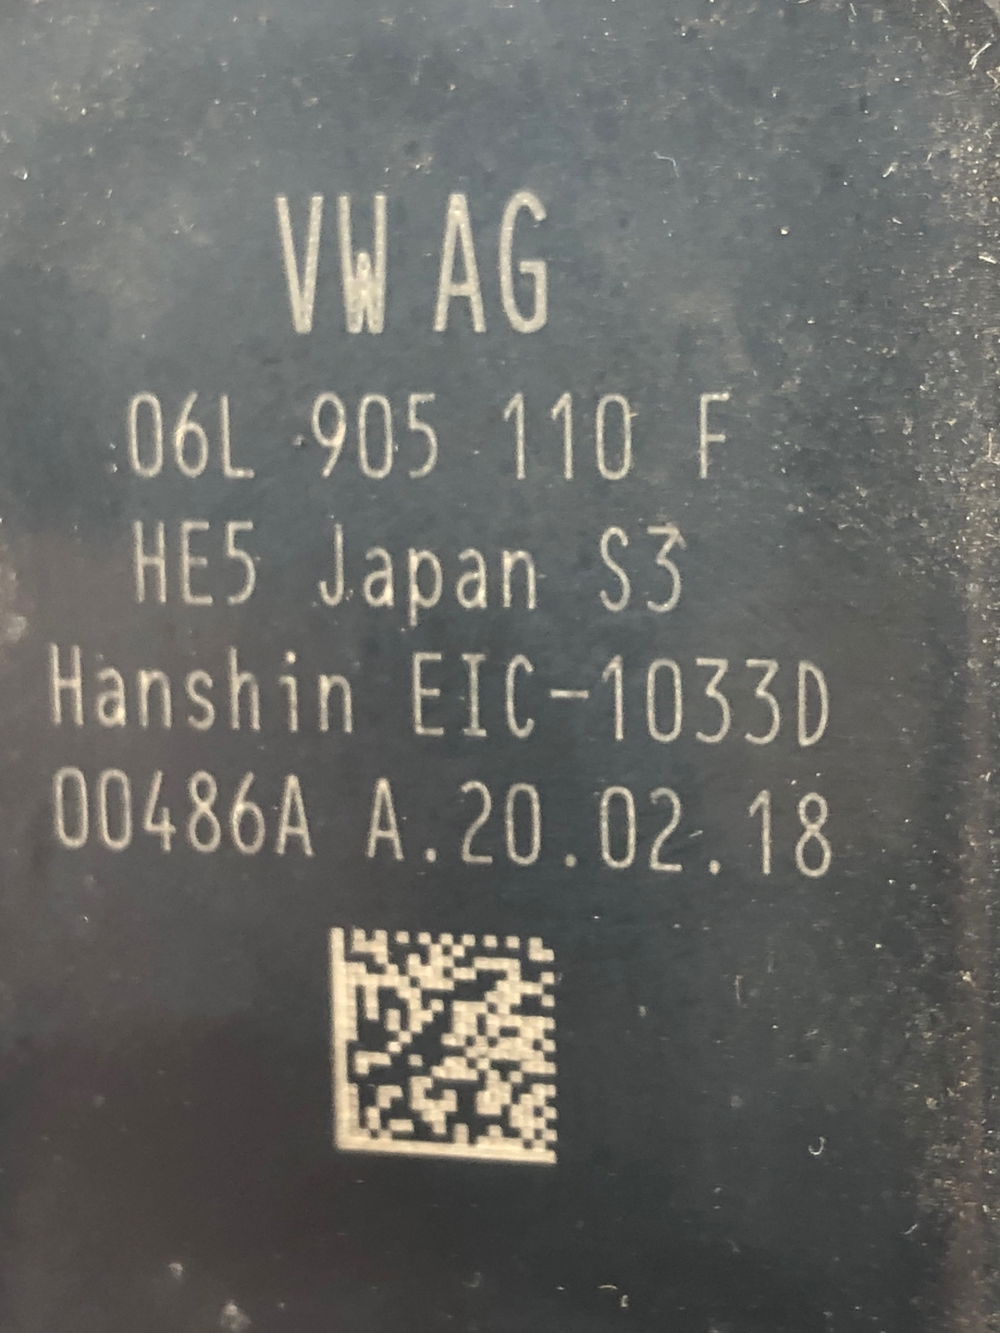 VW AG
06L 905 110 F
HE5 Japan S3
Hanshin EIC-1033D
00486A A.20.02.18